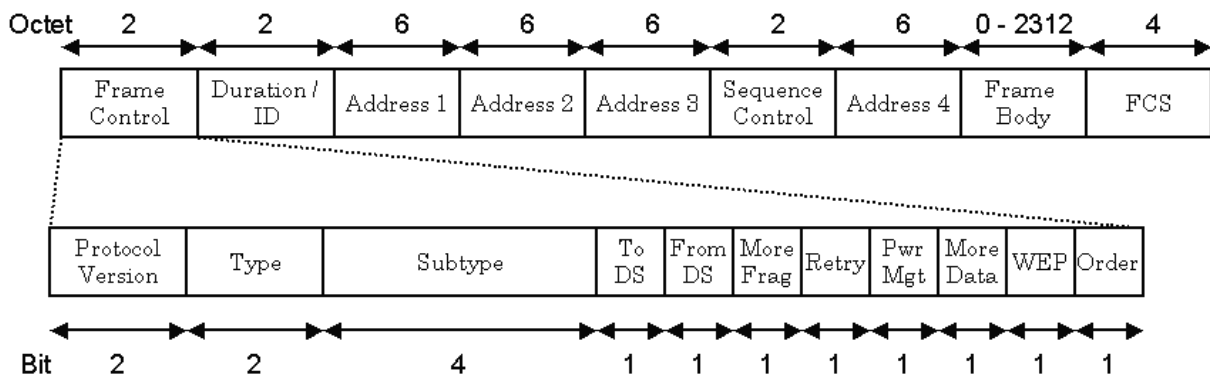 Octet 2 2 6 6 6 2 6 0 - 2312 4
Frame Control Duration / ID Address 1 Address 2 Address 3 Sequence Control Address 4 Frame Body FCS
Protocol Version Type Subtype To DS From DS More Frag Retry Pwr Mgt More Data WEP Order
Bit 2 2 4 1 1 1 1 1 1 1 1